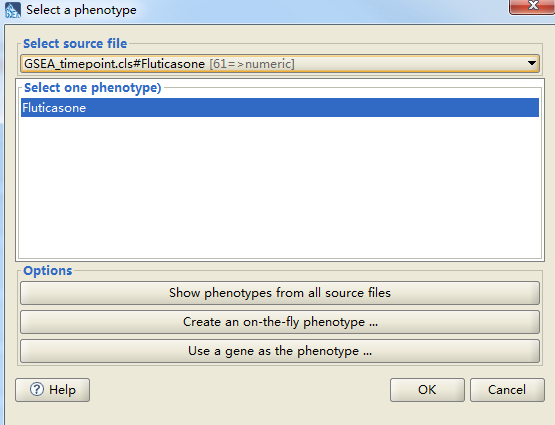 Select a phenotype
Select source file
GSEA_timepoint.cls#Fluticasone [61=>numeric]
Select one phenotype)
Fluticasone
Options
Show phenotypes from all source files
Create an on-the-fly phenotype ...
Use a gene as the phenotype ...
? Help
OK
Cancel